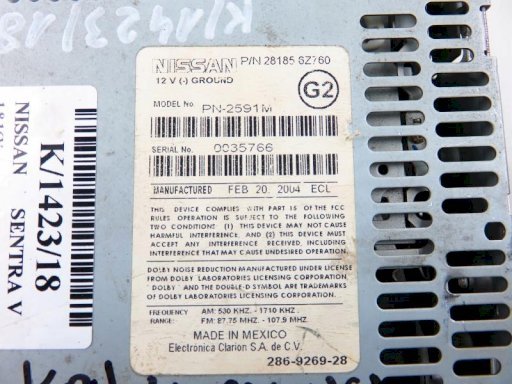 K/1423/18
NISSAN P/N 28185 6Z760
12 V (-) GROUND
G2
MODEL No. PN-2591M
SERIAL No. 0035766
MANUFACTURED FEB 20, 2004 ECL
THIS DEVICE COMPLIES WITH PART 15 OF THE FCC
RULES OPERATION IS SUBJECT TO THE FOLLOWING
TWO CONDITIONS: (1) THIS DEVICE MAY NOT CAUSE
HARMFUL INTERFERENCE, AND (2) THIS DEVICE MUST
ACCEPT ANY INTERFERENCE RECEIVED, INCLUDING
INTERFERENCE THAT MAY CAUSE UNDESIRED OPERATION.
DOLBY NOISE REDUCTION MANUFACTURED UNDER LICENSE
FROM DOLBY LABORATORIES LICENSING CORPORATION.
"DOLBY" AND THE DOUBLE-D SYMBOL ARE TRADEMARKS
OF DOLBY LABORATORIES LICENSING CORPORATION.
FREQUENCY RANGE: AM: 530 KHZ. - 1710 KHZ.
FM: 87.75 MHZ. - 107.9 MHZ.
MADE IN MEXICO
Electronica Clarion S.A. de C.V.
286-9269-28
K/1423/18
NISSAN SENTRA V